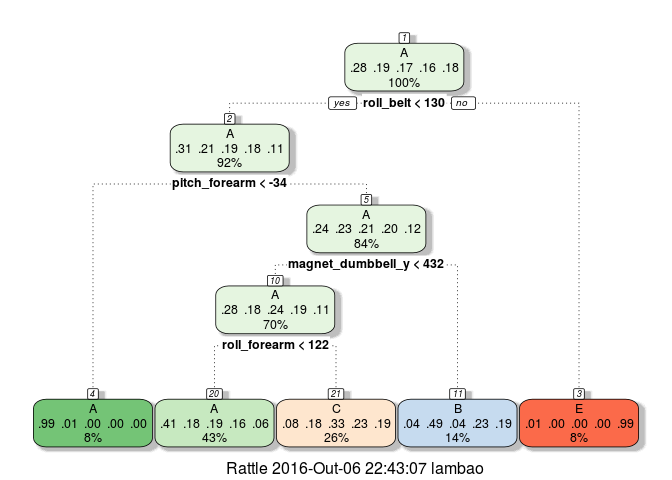 1
A
.28 .19 .17 .16 .18
100%
yes roll_belt < 130 no
2
A
.31 .21 .19 .18 .11
92%
pitch_forearm < -34
5
A
.24 .23 .21 .20 .12
84%
magnet_dumbbell_y < 432
10
A
.28 .18 .24 .19 .11
70%
roll_forearm < 122
4
A
.99 .01 .00 .00 .00
8%
20
A
.41 .18 .19 .16 .06
43%
21
C
.08 .18 .33 .23 .19
26%
11
B
.04 .49 .04 .23 .19
14%
3
E
.01 .00 .00 .00 .99
8%
Rattle 2016-Out-06 22:43:07 lambao